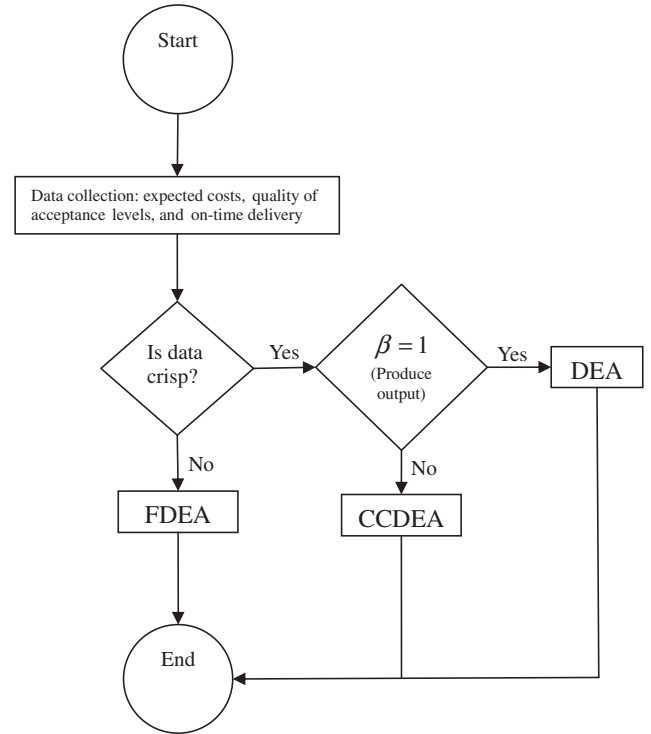 Start
Data collection: expected costs, quality of
acceptance levels, and on-time delivery
Is data
crisp?
Yes
β = 1
(Produce
output)
Yes
DEA
No
No
FDEA
CCDEA
End